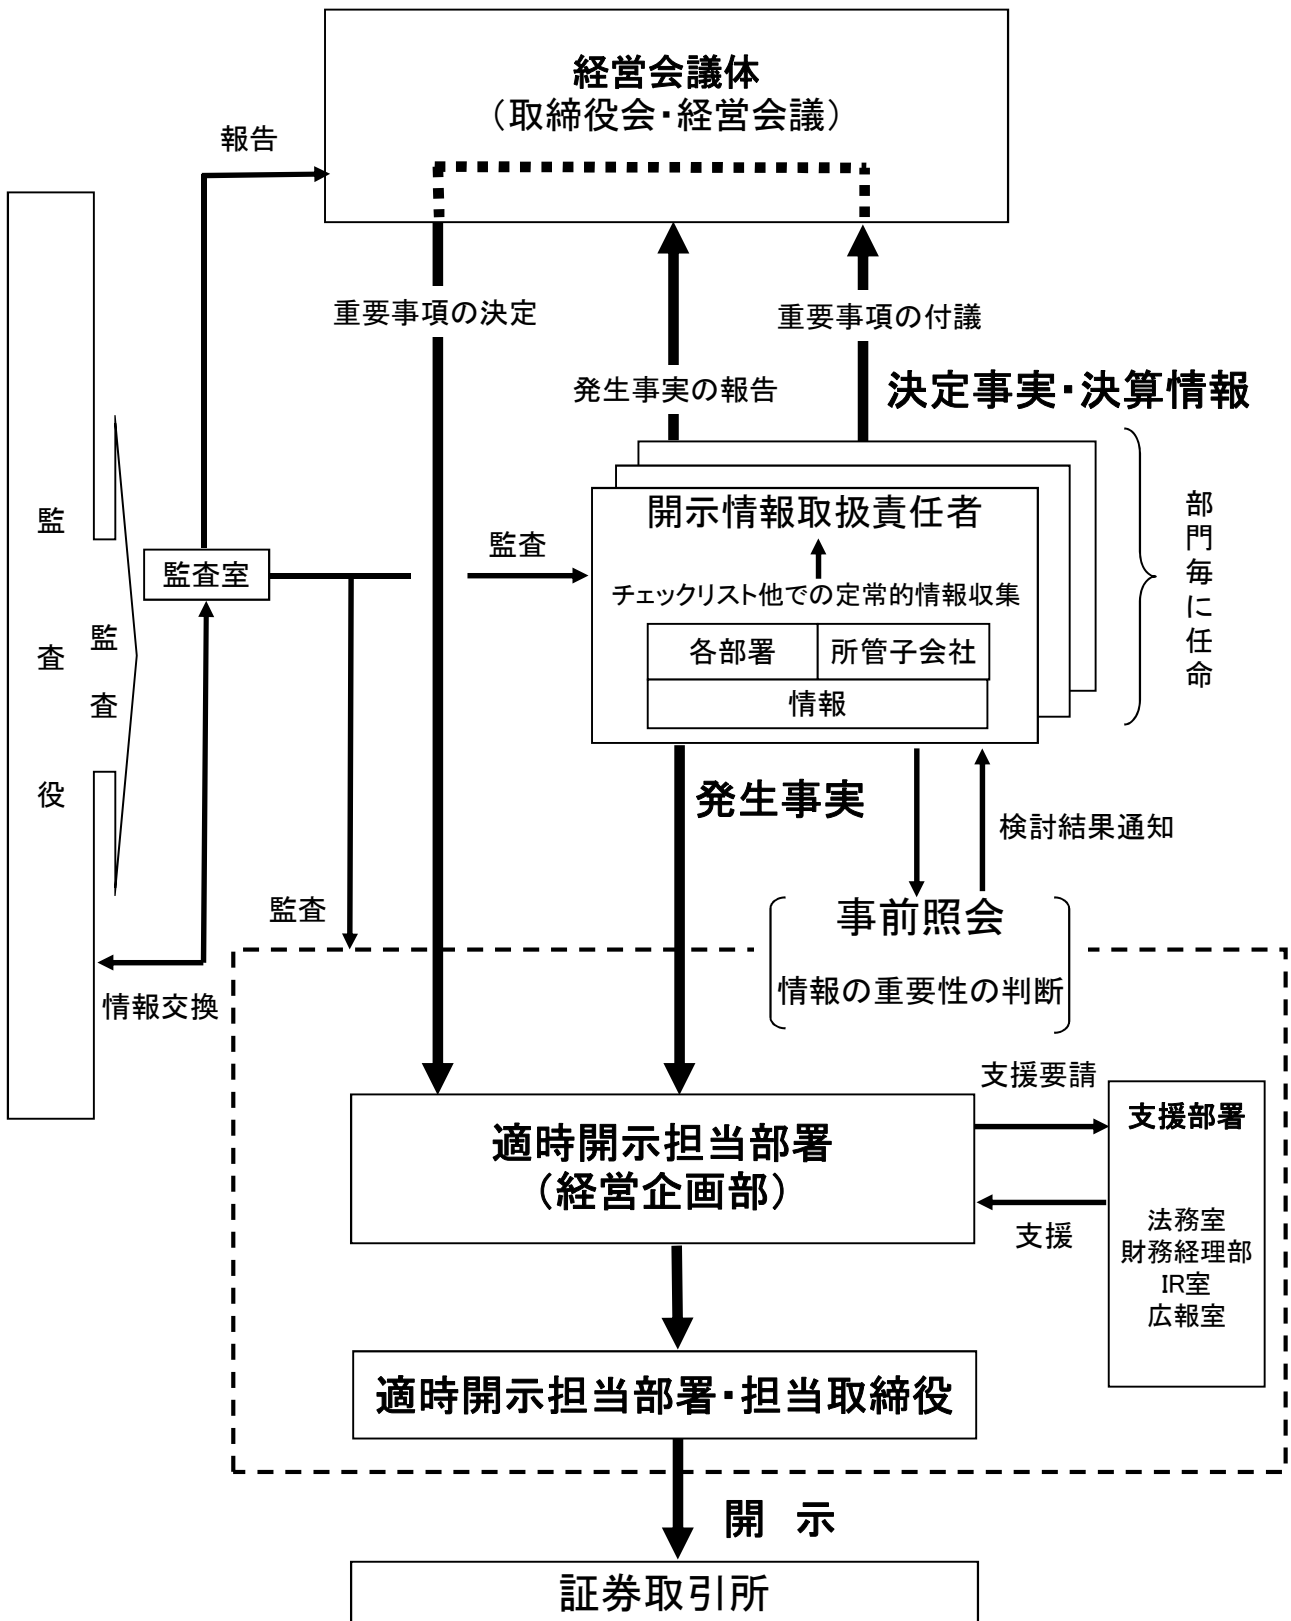 経営会議体
（取締役会・経営会議）
報告
重要事項の決定
重要事項の付議
発生事実の報告
決定事実・決算情報
監査役
監査
監査室
監査
開示情報取扱責任者
チェックリスト他での定常的情報収集
各部署
所管子会社
情報
部門毎に任命
発生事実
検討結果通知
監査
事前照会
情報の重要性の判断
情報交換
支援要請
適時開示担当部署
（経営企画部）
支援
支援部署
法務室
財務経理部
IR室
広報室
適時開示担当部署・担当取締役
開 示
証券取引所